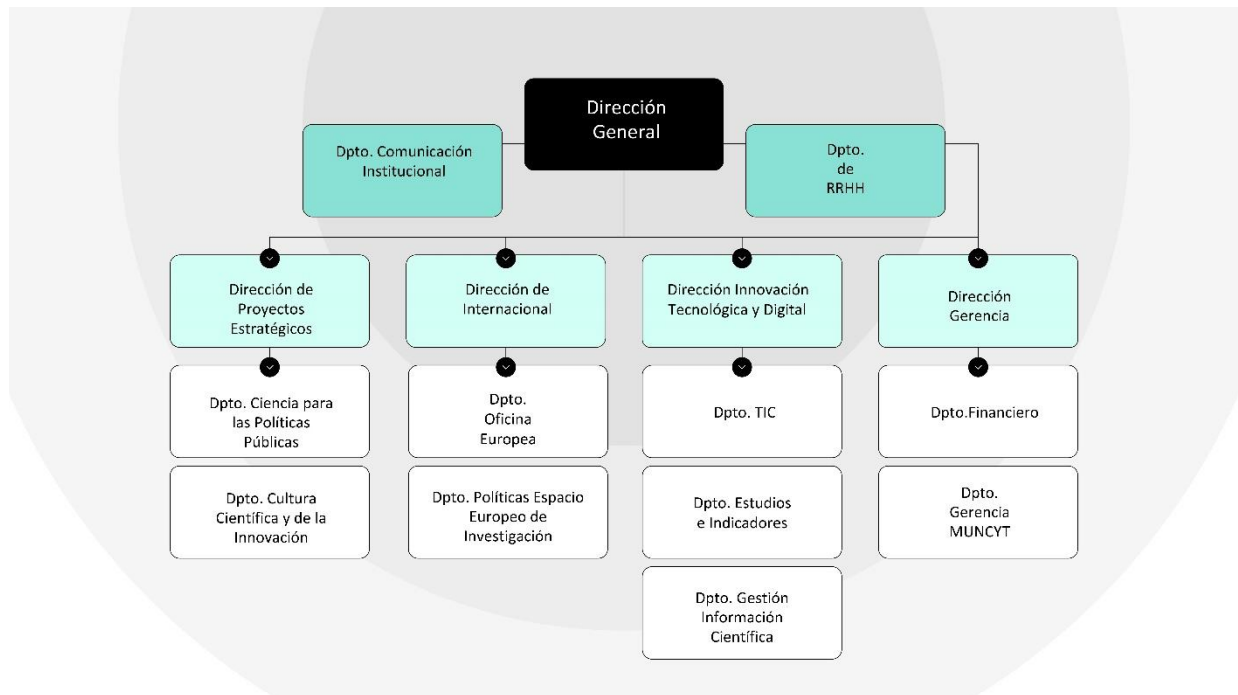 Dirección
General
Dpto. Comunicación
Institucional
Dpto.
de
RRHH
Dirección de
Proyectos
Estratégicos
Dirección de
Internacional
Dirección Innovación
Tecnológica y Digital
Dirección
Gerencia
Dpto. Ciencia para
las Políticas
Públicas
Dpto.
Oficina
Europea
Dpto. TIC
Dpto.Financiero
Dpto. Cultura
Científica y de la
Innovación
Dpto. Políticas Espacio
Europeo de
Investigación
Dpto. Estudios
e Indicadores
Dpto.
Gerencia
MUNCYT
Dpto. Gestión
Información
Científica